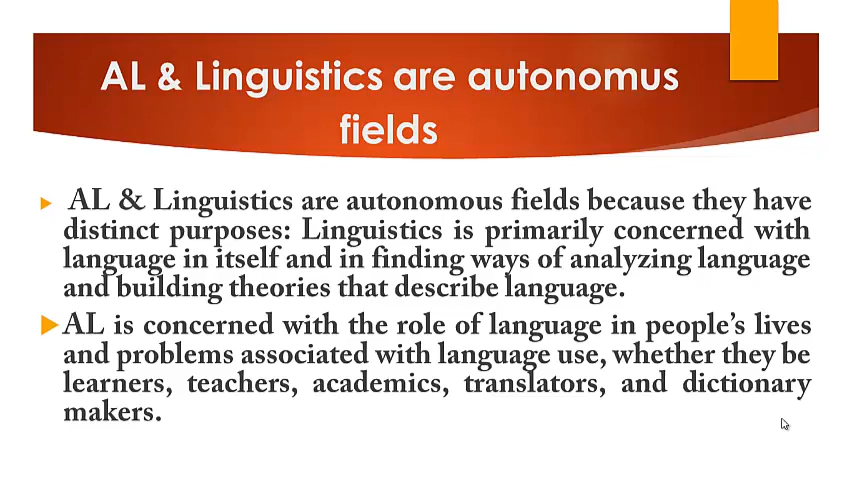 AL & Linguistics are autonomus
fields
AL & Linguistics are autonomous fields because they have
distinct purposes: Linguistics is primarily concerned with
language in itself and in finding ways of analyzing language
and building theories that describe language.
AL is concerned with the role of language in people’s lives
and problems associated with language use, whether they be
learners, teachers, academics, translators, and dictionary
makers.